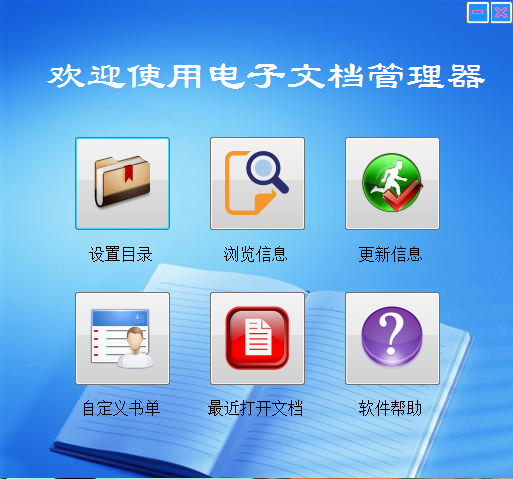 欢迎使用电子文档管理器
设置目录
浏览信息
更新信息
自定义书单
最近打开文档
软件帮助